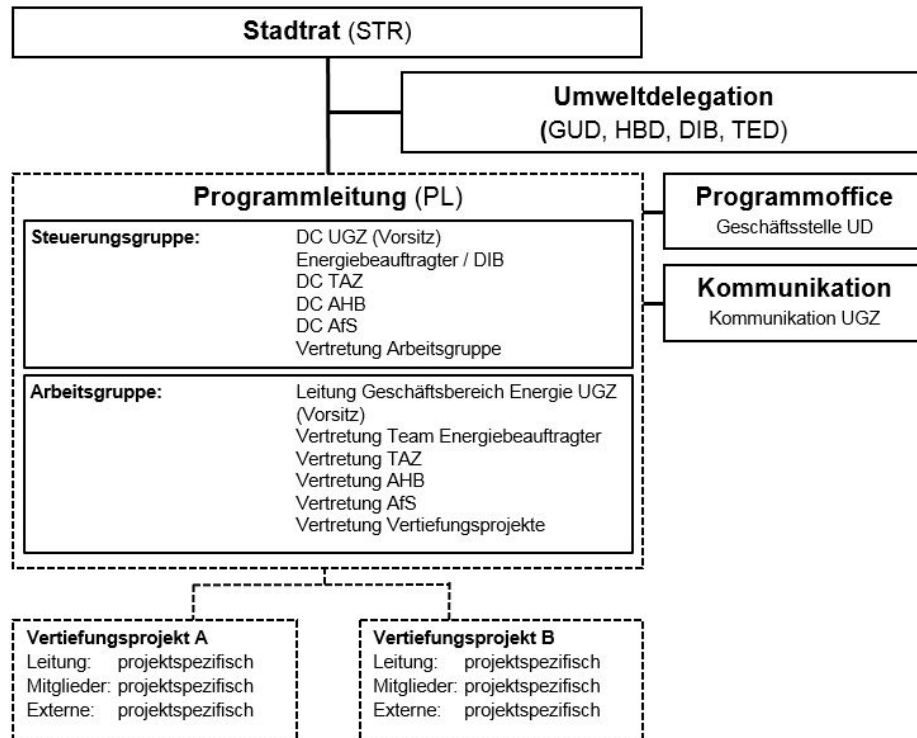 Stadtrat (STR)
Umweltdelegation
(GUD, HBD, DIB, TED)
Programmleitung (PL)
Steuerungsgruppe: DC UGZ (Vorsitz)
Energiebeauftragter / DIB
DC TAZ
DC AHB
DC AfS
Vertretung Arbeitsgruppe
Arbeitsgruppe: Leitung Geschäftsbereich Energie UGZ
(Vorsitz)
Vertretung Team Energiebeauftragter
Vertretung TAZ
Vertretung AHB
Vertretung AfS
Vertretung Vertiefungsprojekte
Programmoffice
Geschäftsstelle UD
Kommunikation
Kommunikation UGZ
Vertiefungsprojekt A
Leitung: projektspezifisch
Mitglieder: projektspezifisch
Externe: projektspezifisch
Vertiefungsprojekt B
Leitung: projektspezifisch
Mitglieder: projektspezifisch
Externe: projektspezifisch